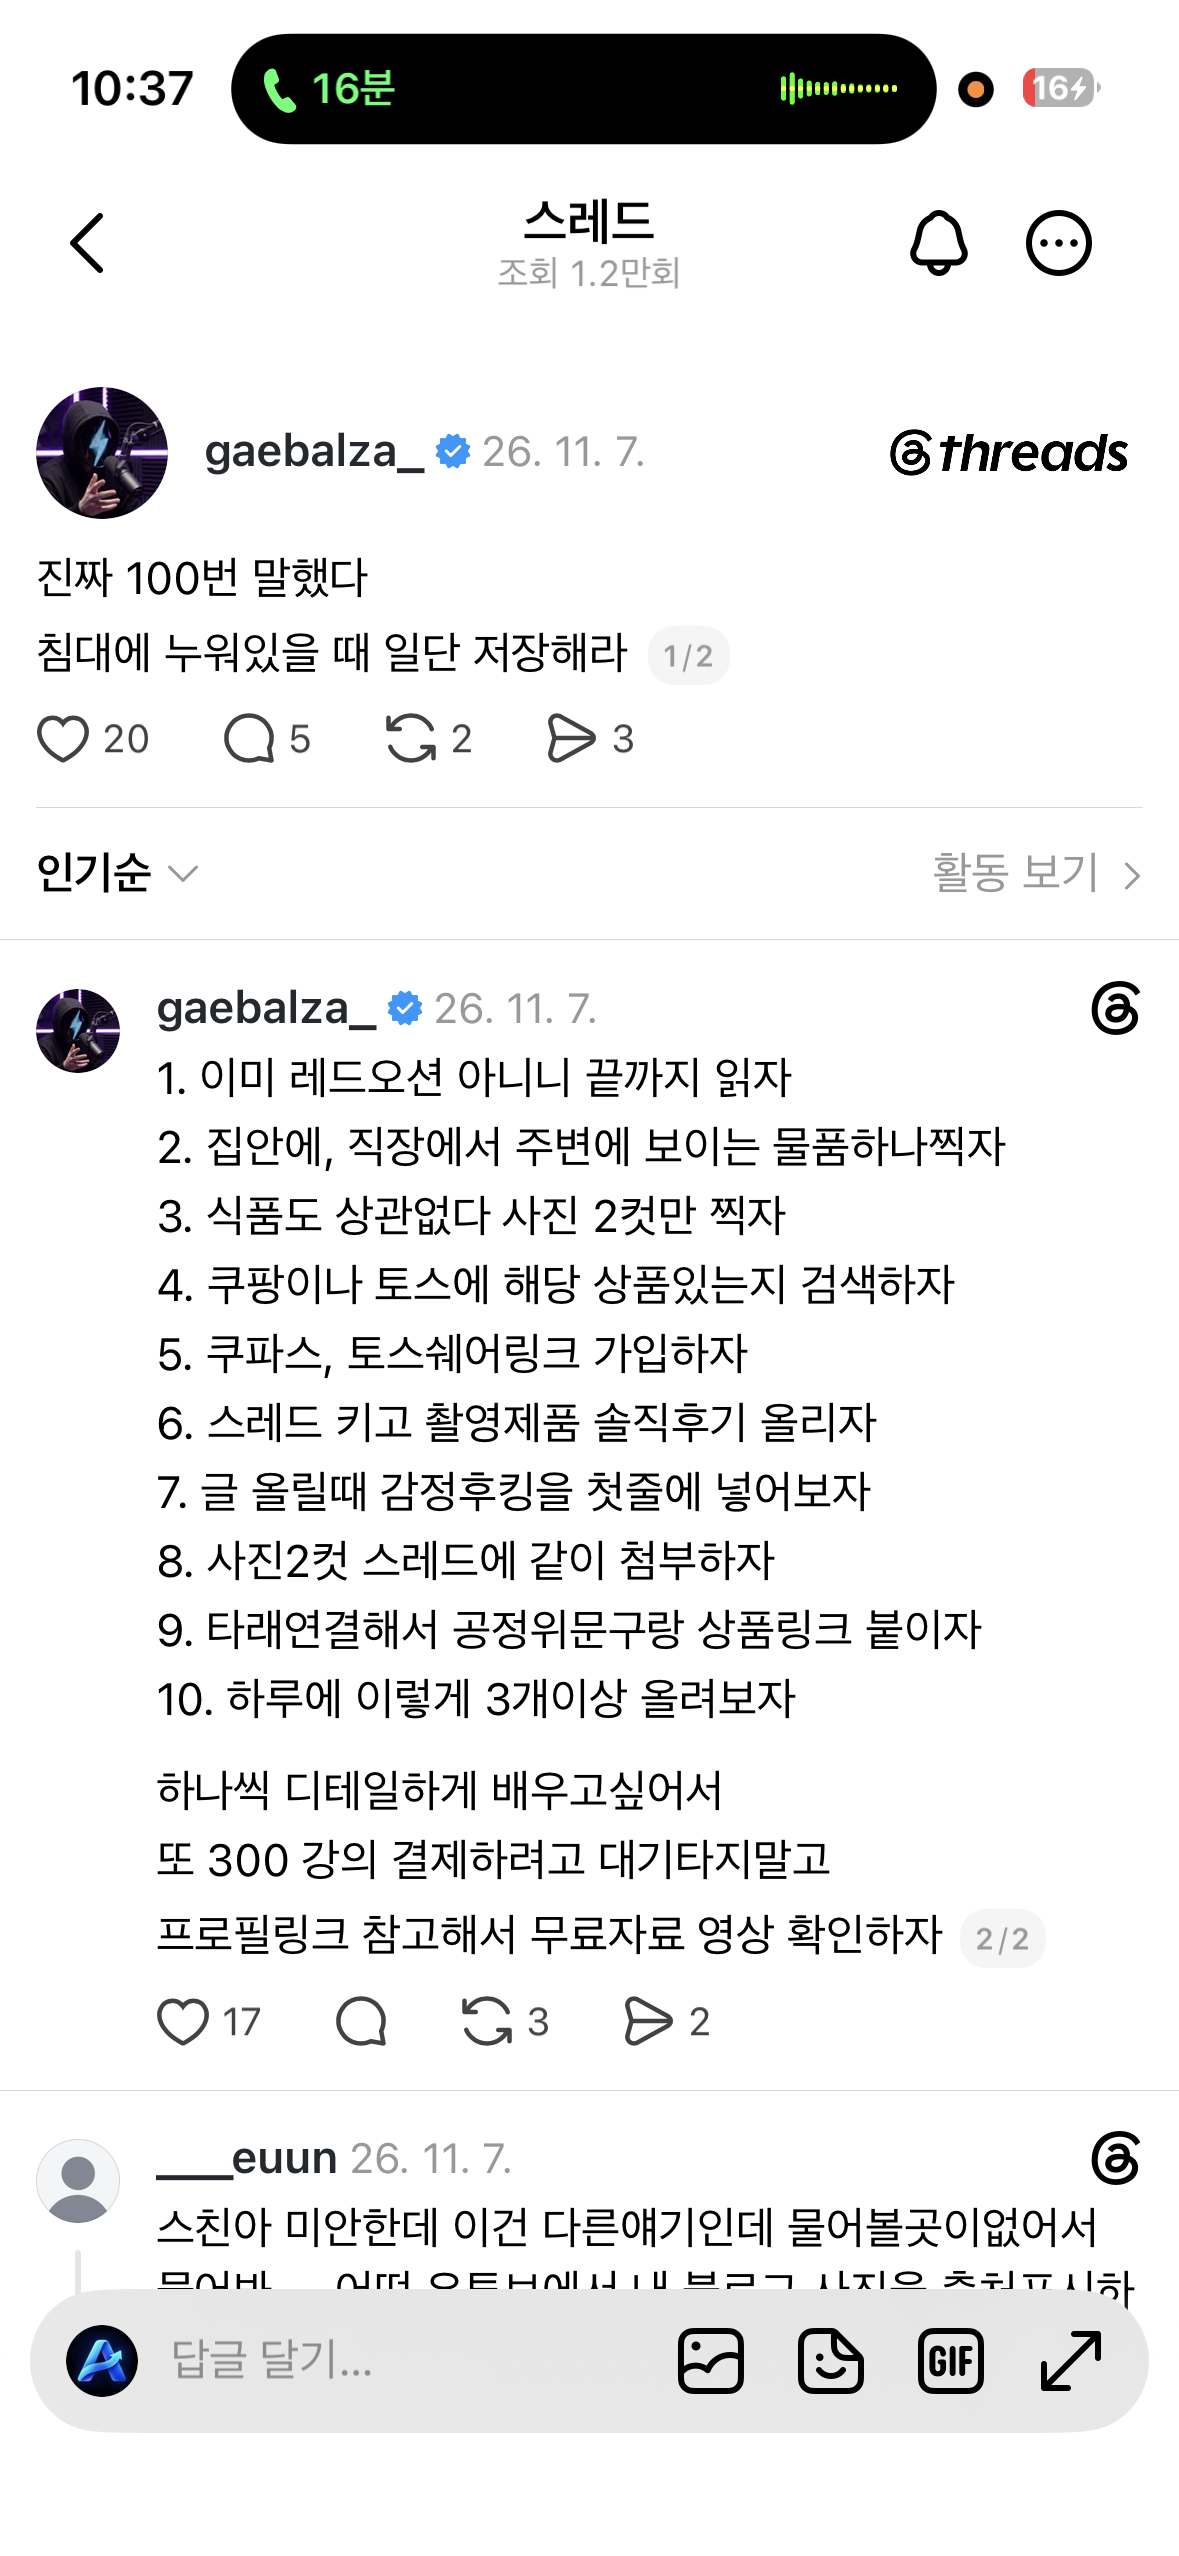 10:37
16분
16
스레드
조회 1.2만회
gaebalza_ 26. 11. 7.
threads
진짜 100번 말했다
침대에 누워있을 때 일단 저장해라 1/2
20 5 2 3
인기순
활동 보기
gaebalza_ 26. 11. 7.
1. 이미 레드오션 아니니 끝까지 읽자
2. 집안에, 직장에서 주변에 보이는 물품하나찍자
3. 식품도 상관없다 사진 2컷만 찍자
4. 쿠팡이나 토스에 해당 상품있는지 검색하자
5. 쿠파스, 토스쉐어링크 가입하자
6. 스레드 키고 촬영제품 솔직후기 올리자
7. 글 올릴때 감정후킹을 첫줄에 넣어보자
8. 사진2컷 스레드에 같이 첨부하자
9. 타래연결해서 공정위문구랑 상품링크 붙이자
10. 하루에 이렇게 3개이상 올려보자
하나씩 디테일하게 배우고싶어서
또 300 강의 결제하려고 대기타지말고
프로필링크 참고해서 무료자료 영상 확인하자 2/2
17 3 2
___euun 26. 11. 7.
스친아 미안한데 이건 다른얘기인데 물어볼곳이없어서
답글 달기...
GIF